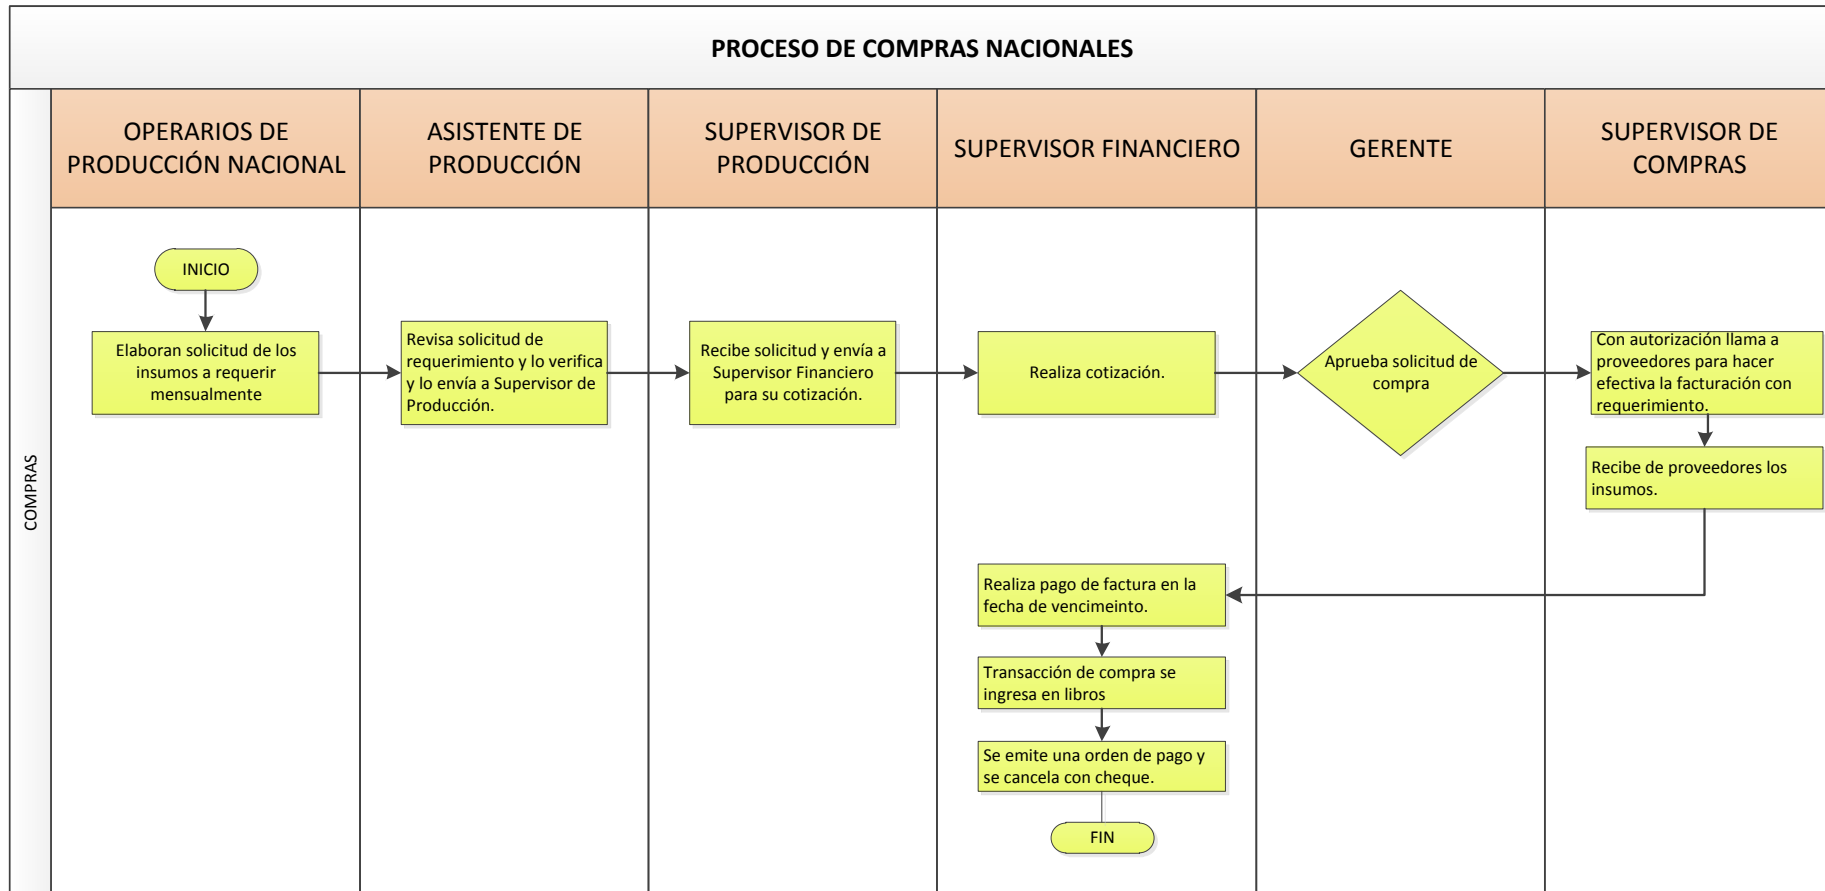 PROCESO DE COMPRAS NACIONALES
COMPRAS
OPERARIOS DE
PRODUCCIÓN NACIONAL
ASISTENTE DE
PRODUCCIÓN
SUPERVISOR DE
PRODUCCIÓN
SUPERVISOR FINANCIERO
GERENTE
SUPERVISOR DE
COMPRAS
INICIO
Elaboran solicitud de los
insumos a requerir
mensualmente
Revisa solicitud de
requerimiento y lo verifica
y lo envía a Supervisor de
Producción.
Recibe solicitud y envía a
Supervisor Financiero
para su cotización.
Realiza cotización.
Aprueba solicitud de
compra
Con autorización llama a
proveedores para hacer
efectiva la facturación con
requerimiento.
Recibe de proveedores los
insumos.
Realiza pago de factura en la
fecha de vencimeinto.
Transacción de compra se
ingresa en libros
Se emite una orden de pago y
se cancela con cheque.
FIN